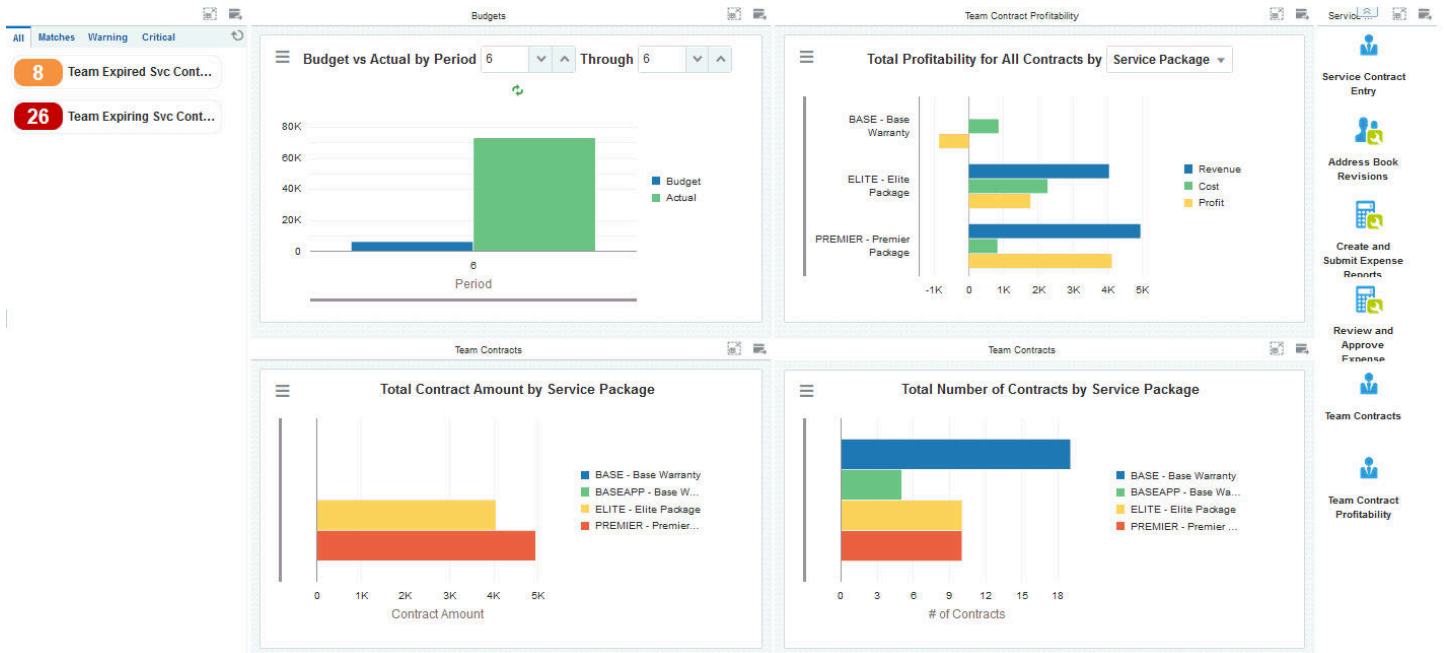 All Matches Warning Critical
8 Team Expired Svc Cont...
26 Team Expiring Svc Cont...
Budgets
Budget vs Actual by Period 6 Through 6
80K
60K
40K
20K
0
6
Period
Budget
Actual
Team Contract Profitability
Total Profitability for All Contracts by Service Package
BASE - Base
Warranty
ELITE - Elite
Package
PREMIER - Premier
Package
-1K 0 1K 2K 3K 4K 5K
Revenue
Cost
Profit
Team Contracts
Total Contract Amount by Service Package
0 1K 2K 3K 4K 5K
Contract Amount
BASE - Base Warranty
BASEAPP - Base W...
ELITE - Elite Package
PREMIER - Premier...
Team Contracts
Total Number of Contracts by Service Package
0 3 6 9 12 15 18
# of Contracts
BASE - Base Warranty
BASEAPP - Base Wa...
ELITE - Elite Package
PREMIER - Premier ...
Service ...
Service Contract
Entry
Address Book
Revisions
Create and
Submit Expense
Reports
Review and
Approve
Expense
Team Contracts
Team Contract
Profitability